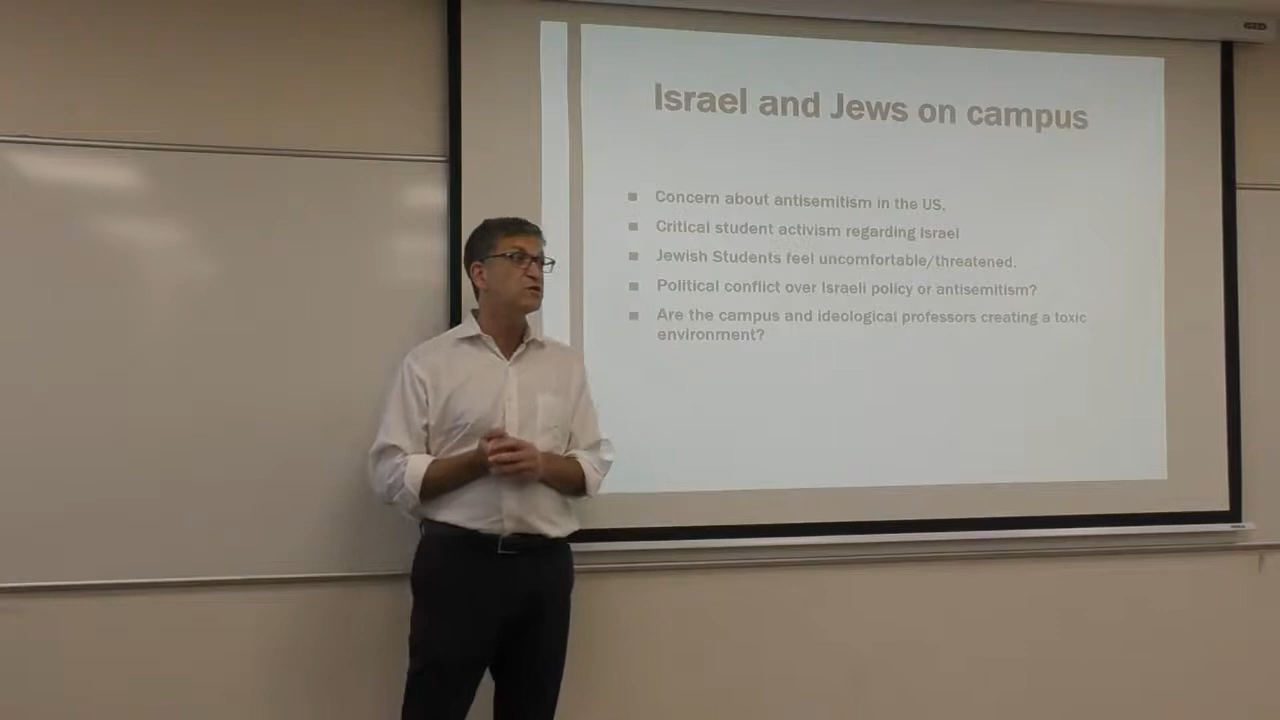 Israel and Jews on campus
Concern about antisemitism in the US.
Critical student activism regarding Israel
Jewish Students feel uncomfortable/threatened.
Political conflict over Israeli policy or antisemitism?
Are the campus and ideological professors creating a toxic
environment?